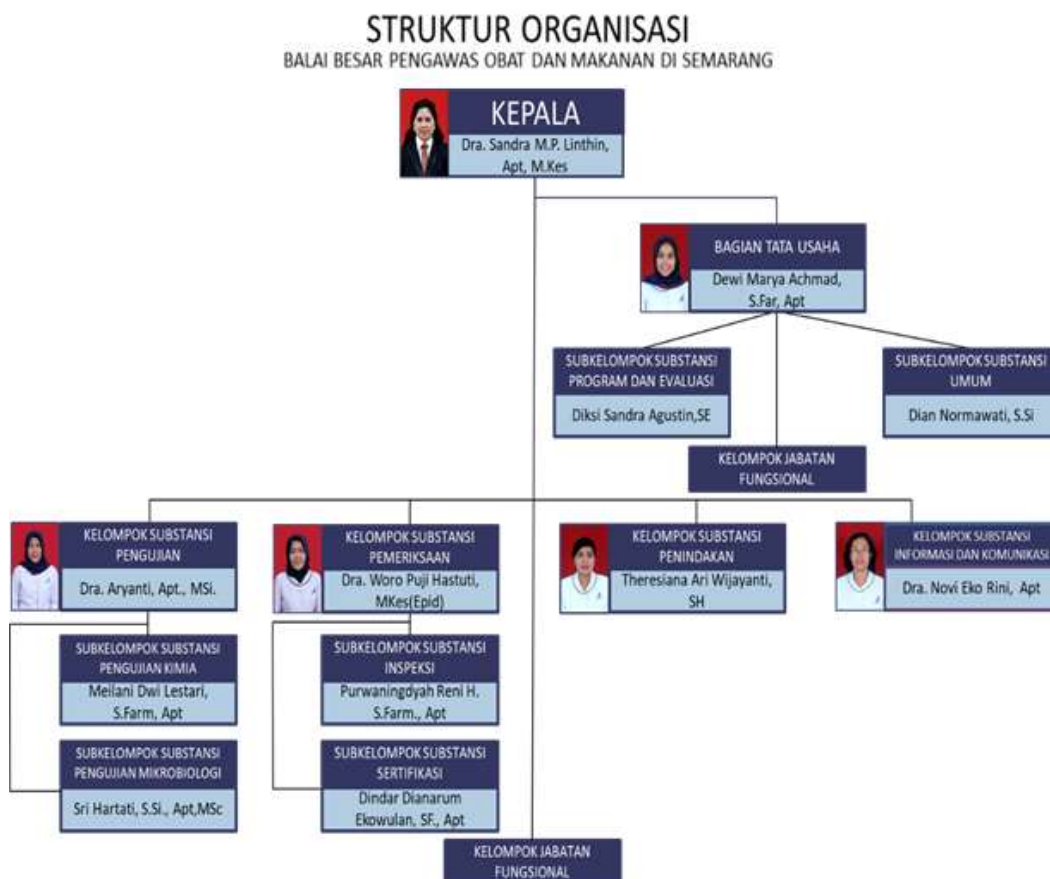 STRUKTUR ORGANISASI
BALAI BESAR PENGAWAS OBAT DAN MAKANAN DI SEMARANG
KEPALA
Dra. Sandra M.P. Linthin,
Apt, M.Kes
BAGIAN TATA USAHA
Dewi Marya Achmad,
S.Far, Apt
SUBKELOMPOK SUBSTANSI
PROGRAM DAN EVALUASI
Diksi Sandra Agustin,SE
SUBKELOMPOK SUBSTANSI
UMUM
Dian Normawati, S.Si
KELOMPOK JABATAN
FUNGSIONAL
KELOMPOK SUBSTANSI
PENGUJIAN
Dra. Aryanti, Apt., MSi.
KELOMPOK SUBSTANSI
PEMERIKSAAN
Dra. Woro Puji Hastuti,
MKes(Epid)
KELOMPOK SUBSTANSI
PENINDAKAN
Theresiana Ari Wijayanti,
SH
KELOMPOK SUBSTANSI
INFORMASI DAN KOMUNIKASI
Dra. Novi Eko Rini, Apt
SUBKELOMPOK SUBSTANSI
PENGUJIAN KIMIA
Meilani Dwi Lestari,
S.Farm, Apt
SUBKELOMPOK SUBSTANSI
INSPEKSI
Purwaningdyah Reni H.
S.Farm., Apt
SUBKELOMPOK SUBSTANSI
PENGUJIAN MIKROBIOLOGI
Sri Hartati, S.Si., Apt,MSc
SUBKELOMPOK SUBSTANSI
SERTIFIKASI
Dindar Dianarum
Ekowulan, SF., Apt
KELOMPOK JABATAN
FUNGSIONAL